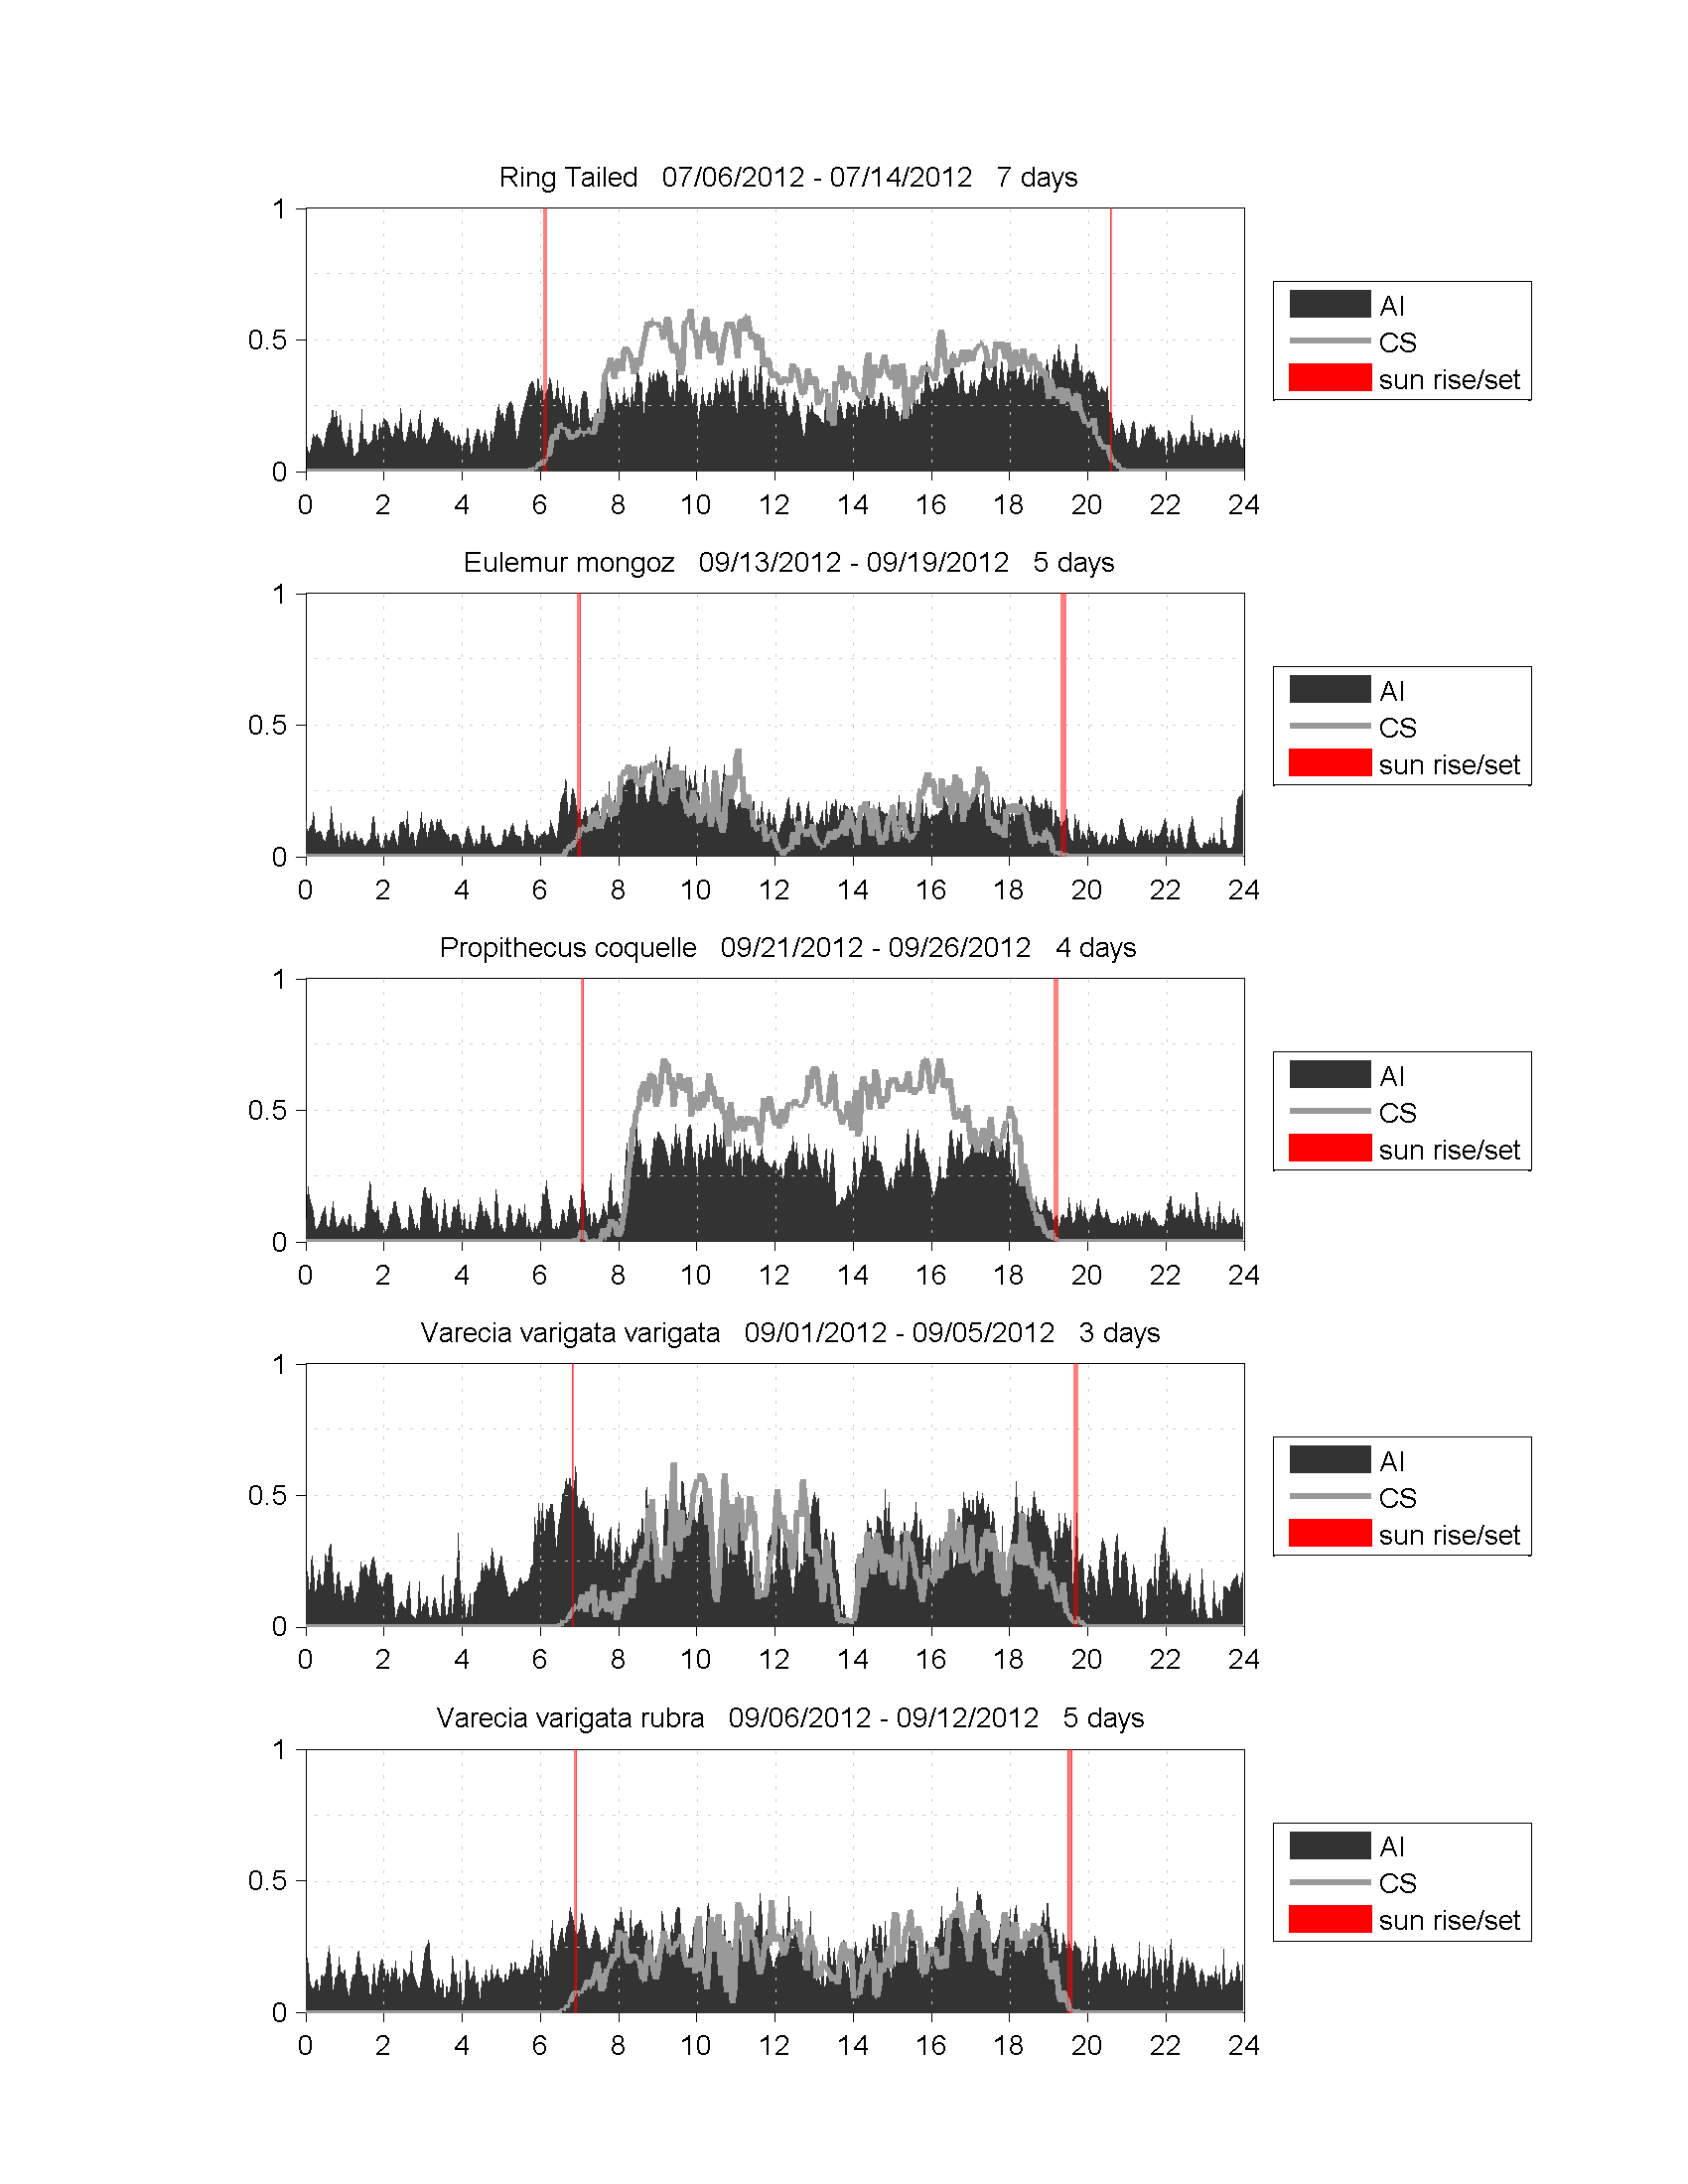 Ring Tailed 07/06/2012 - 07/14/2012 7 days
1
0.5
0
0 2 4 6 8 10 12 14 16 18 20 22 24
AI
CS
sun rise/set
Eulemur mongoz 09/13/2012 - 09/19/2012 5 days
1
0.5
0
0 2 4 6 8 10 12 14 16 18 20 22 24
AI
CS
sun rise/set
Propithecus coquelle 09/21/2012 - 09/26/2012 4 days
1
0.5
0
0 2 4 6 8 10 12 14 16 18 20 22 24
AI
CS
sun rise/set
Varecia varigata varigata 09/01/2012 - 09/05/2012 3 days
1
0.5
0
0 2 4 6 8 10 12 14 16 18 20 22 24
AI
CS
sun rise/set
Varecia varigata rubra 09/06/2012 - 09/12/2012 5 days
1
0.5
0
0 2 4 6 8 10 12 14 16 18 20 22 24
AI
CS
sun rise/set